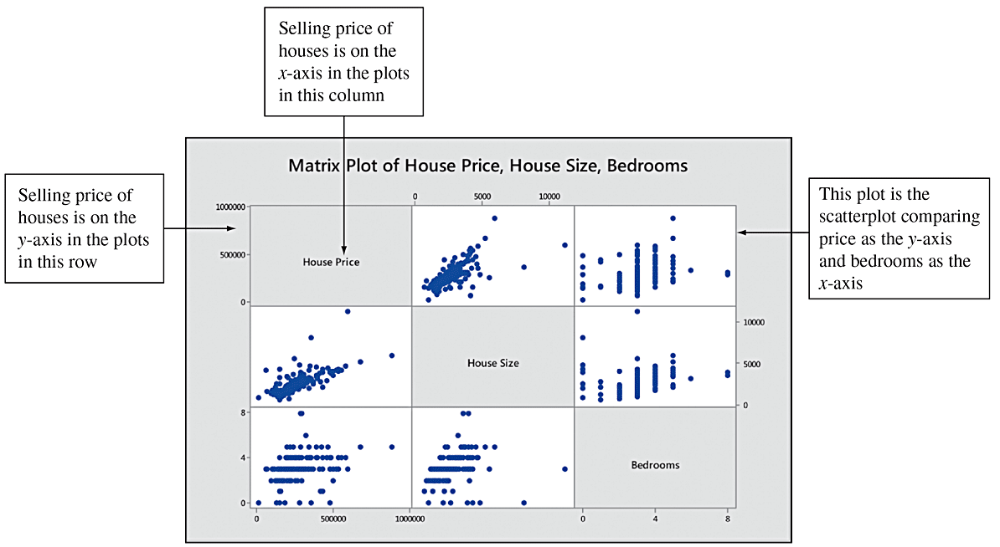 Selling price of
houses is on the
x-axis in the plots
in this column
Selling price of
houses is on the
y-axis in the plots
in this row
Matrix Plot of House Price, House Size, Bedrooms
0 5000 10000
1000000
500000
0
House Price
This plot is the
scatterplot comparing
price as the y-axis
and bedrooms as the
x-axis
House Size
10000
5000
0
8
4
0
Bedrooms
0 500000 1000000
0 4 8